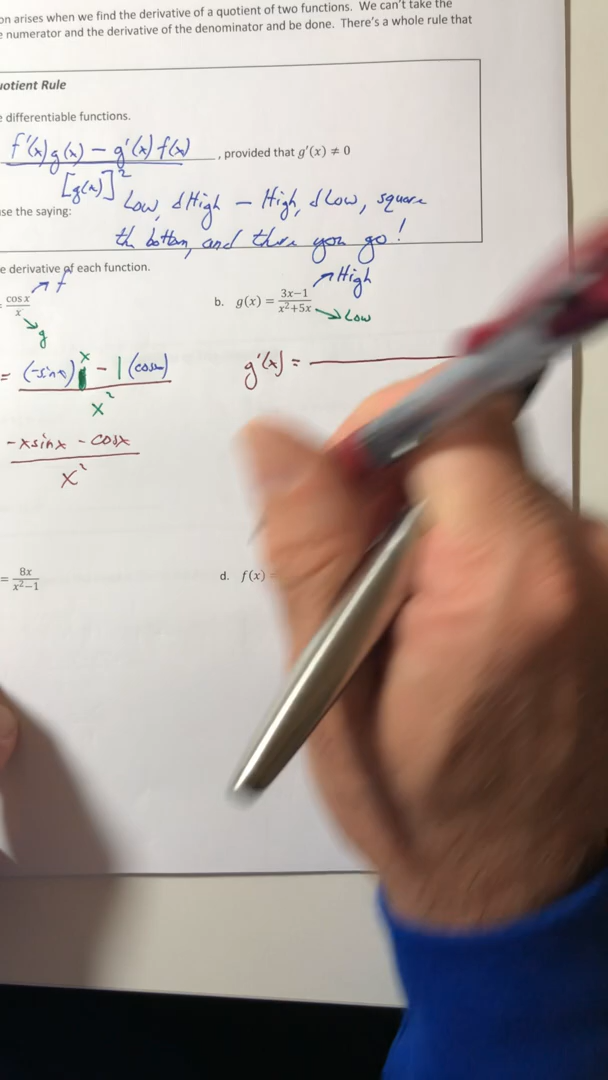 on arises when we find the derivative of a quotient of two functions. We can't take the
e numerator and the derivative of the denominator and be done. There's a whole rule that
uotient Rule
e differentiable functions.
f'(x)g(x) - g'(x)f(x) / [g(x)]² , provided that g'(x) ≠ 0
se the saying: Low, dHigh - High, dLow, square
the bottom, and there you go!
e derivative of each function.
f
= cos x / x
g
b. g(x) = 3x−1 / x²+5x
High
Low
= (-sinx)x - 1(cosx) / x²
g'(x) =
-xsinx - cosx / x²
= 8x / x²−1
d. f(x) =